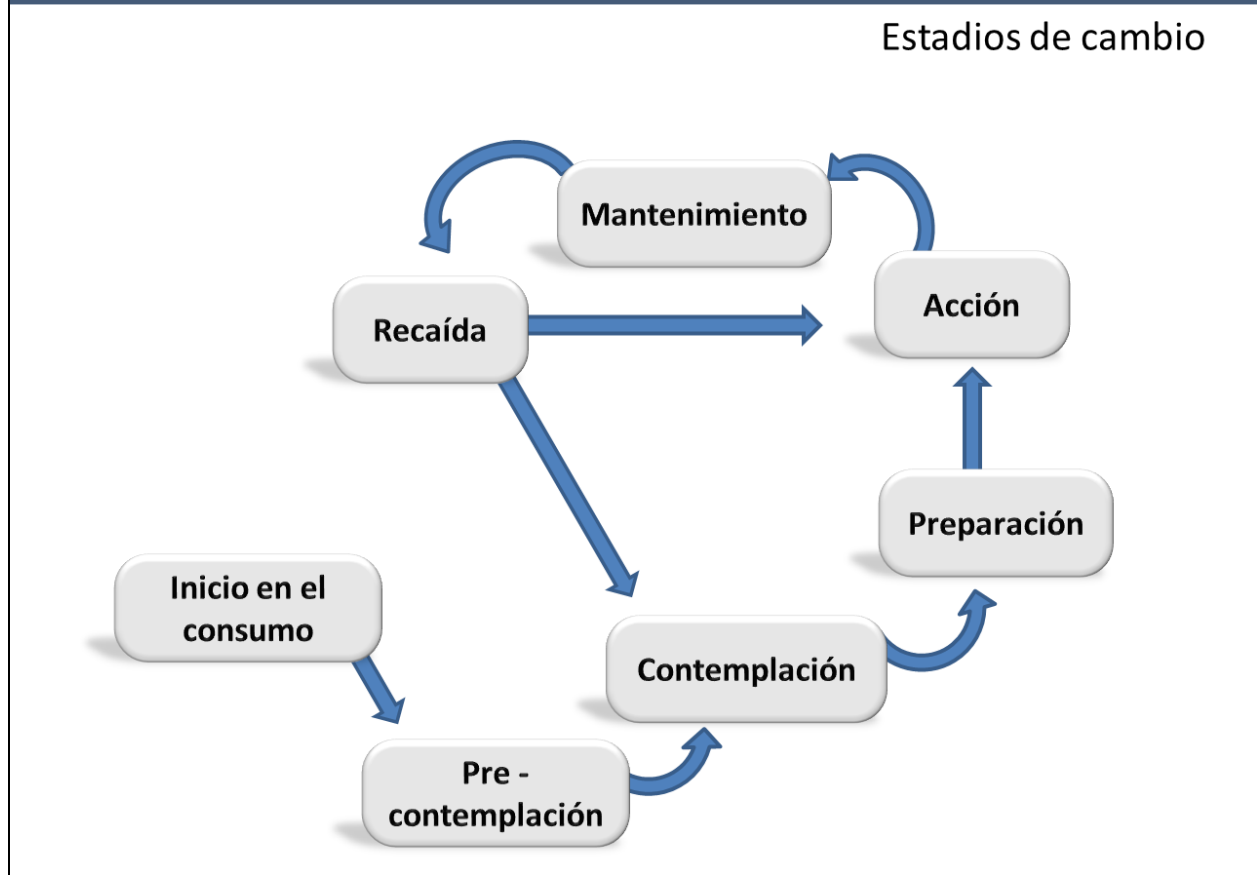 Estadios de cambio
Mantenimiento
Acción
Recaída
Preparación
Inicio en el
consumo
Contemplación
Pre -
contemplación